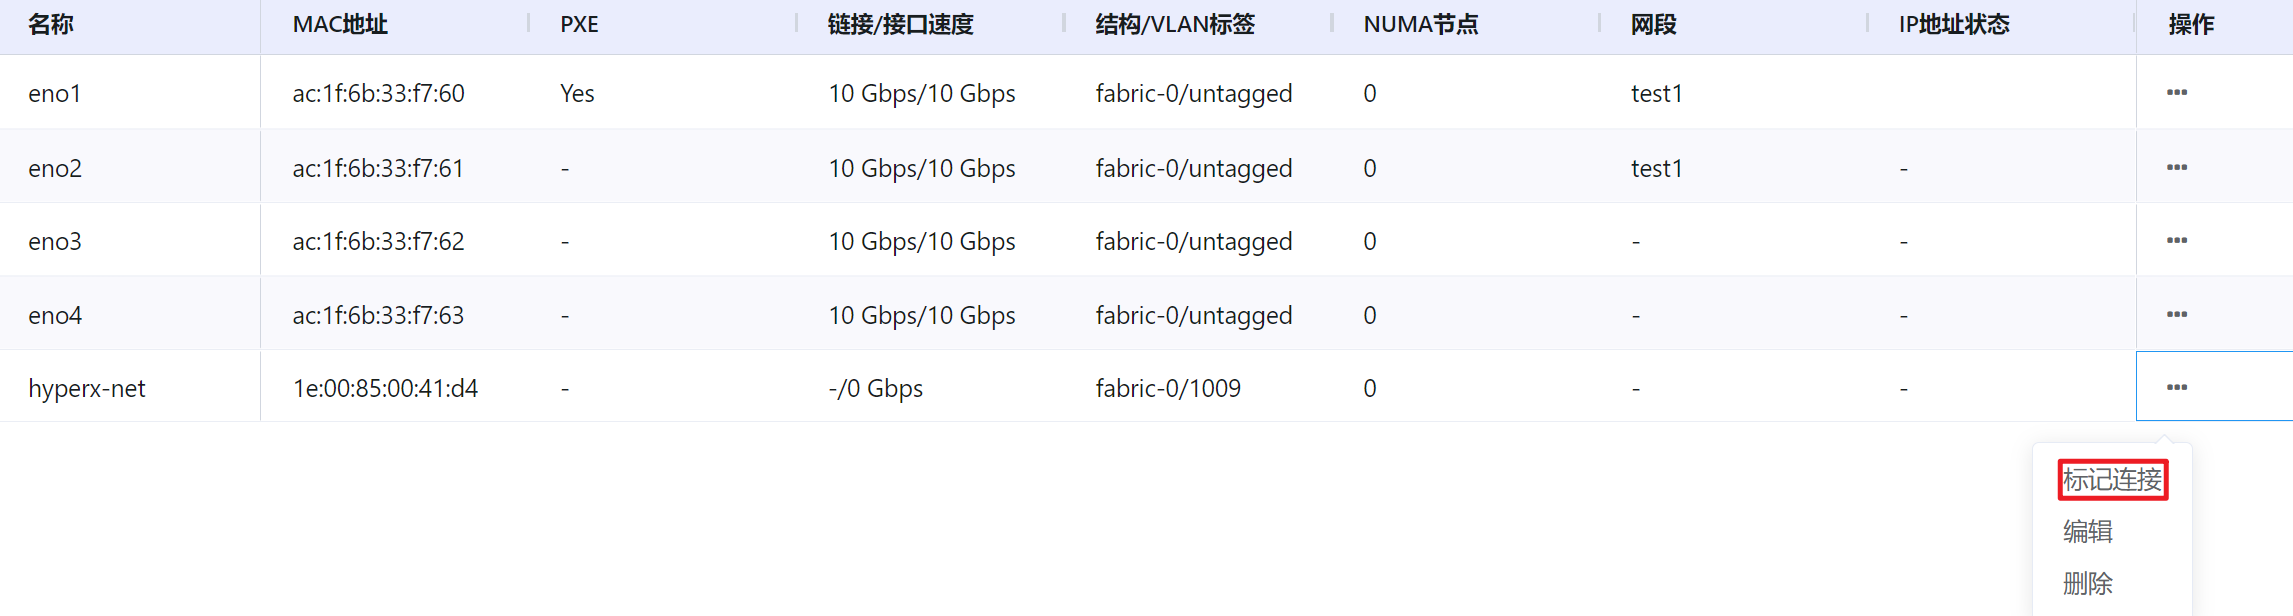 名称 MAC地址 PXE 链接/接口速度 结构/VLAN标签 NUMA节点 网段 IP地址状态 操作
eno1 ac:1f:6b:33:f7:60 Yes 10 Gbps/10 Gbps fabric-0/untagged 0 test1 •••
eno2 ac:1f:6b:33:f7:61 - 10 Gbps/10 Gbps fabric-0/untagged 0 test1 - •••
eno3 ac:1f:6b:33:f7:62 - 10 Gbps/10 Gbps fabric-0/untagged 0 - - •••
eno4 ac:1f:6b:33:f7:63 - 10 Gbps/10 Gbps fabric-0/untagged 0 - - •••
hyperx-net 1e:00:85:00:41:d4 - -/0 Gbps fabric-0/1009 0 - - •••
标记连接
编辑
删除